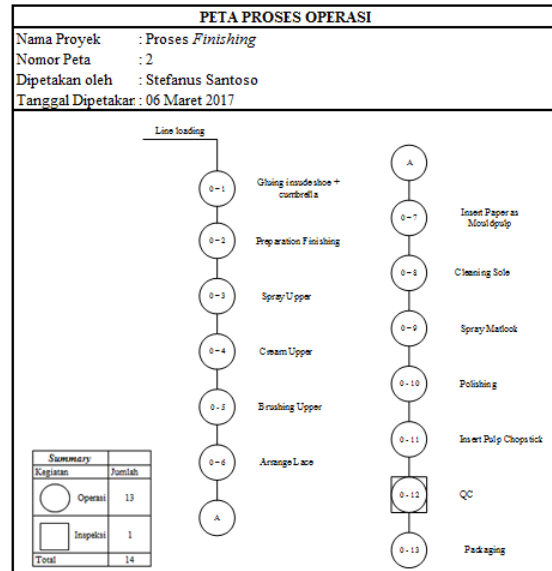 PETA PROSES OPERASI
Nama Proyek : Proses Finishing
Nomor Peta : 2
Dipetakan oleh : Stefanus Santoso
Tanggal Dipetakan : 06 Maret 2017
Line loading
0-1 Gluing insude shoe +
cumbrella
0-2 Preparation Finishing
0-3 Spray Upper
0-4 Cream Upper
0-5 Brushing Upper
0-6 Arrange Lace
A
A
0-7 Insert Paper as
Mouldpulp
0-8 Cleaning Sole
0-9 Spray Matlook
0-10 Polishing
0-11 Insert Pulp Chopstick
0-12 QC
0-13 Packaging
Summary
Kegiatan Jumlah
Operasi 13
Inspeksi 1
Total 14